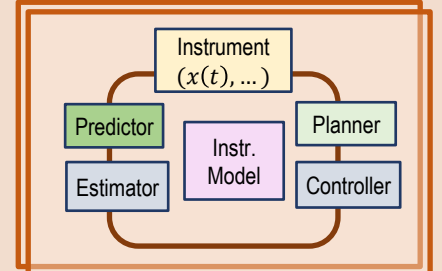 Instrument
(x(t), ...)
Predictor
Planner
Instr.
Model
Estimator
Controller